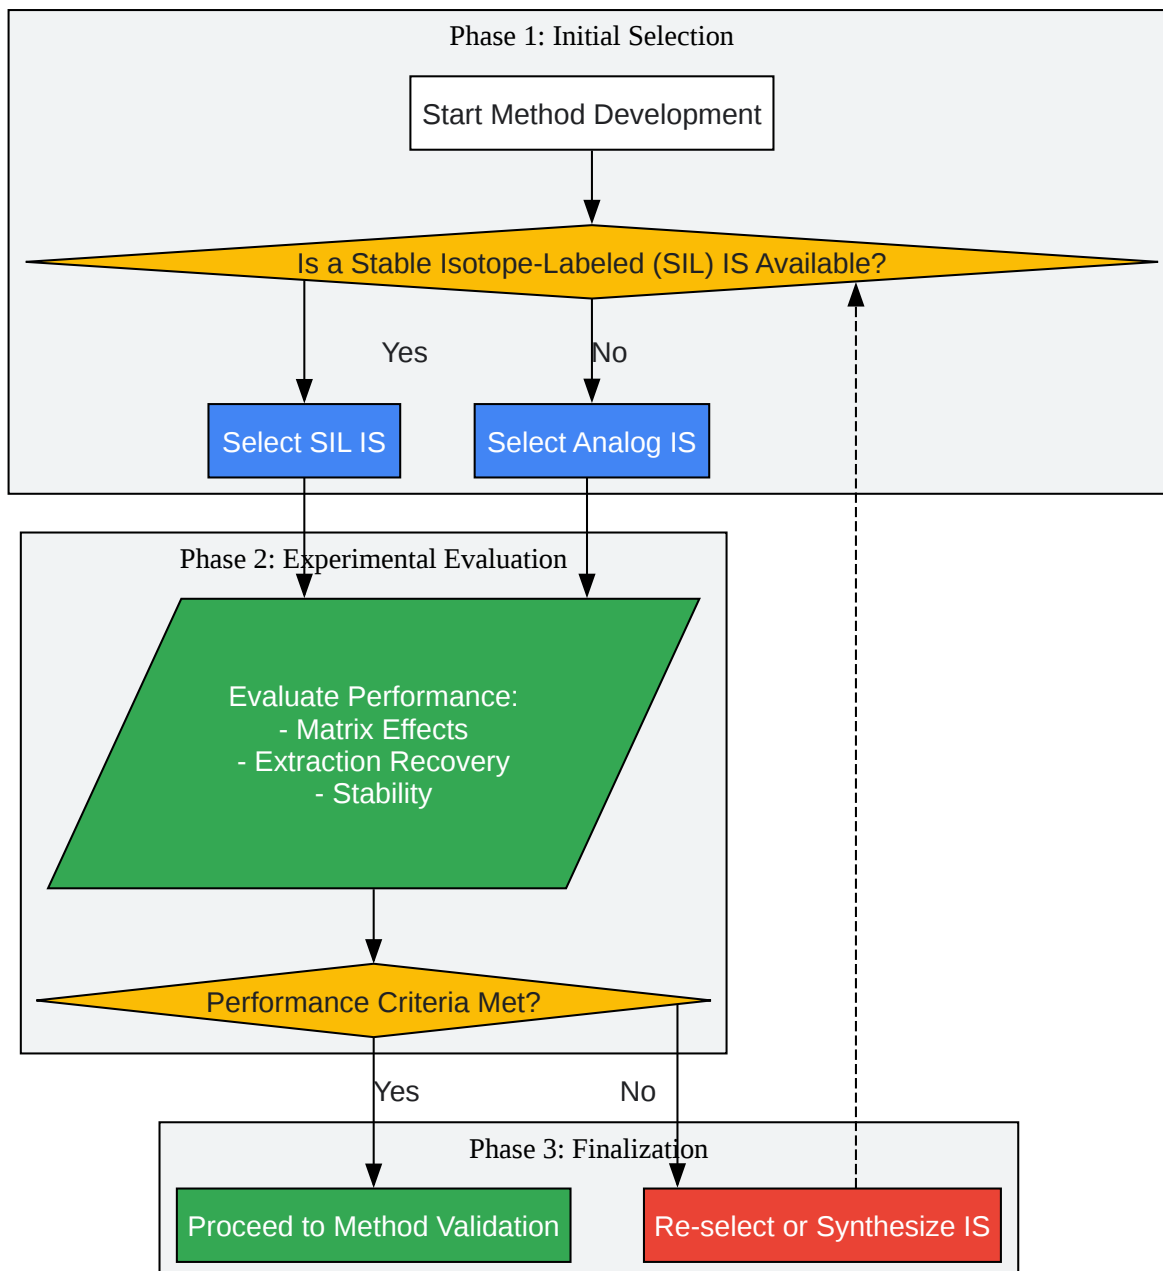 Phase 1: Initial Selection
Start Method Development
Is a Stable Isotope-Labeled (SIL) IS Available?
Yes
No
Select SIL IS
Select Analog IS
Phase 2: Experimental Evaluation
Evaluate Performance:
- Matrix Effects
- Extraction Recovery
- Stability
Performance Criteria Met?
Yes
No
Phase 3: Finalization
Proceed to Method Validation
Re-select or Synthesize IS